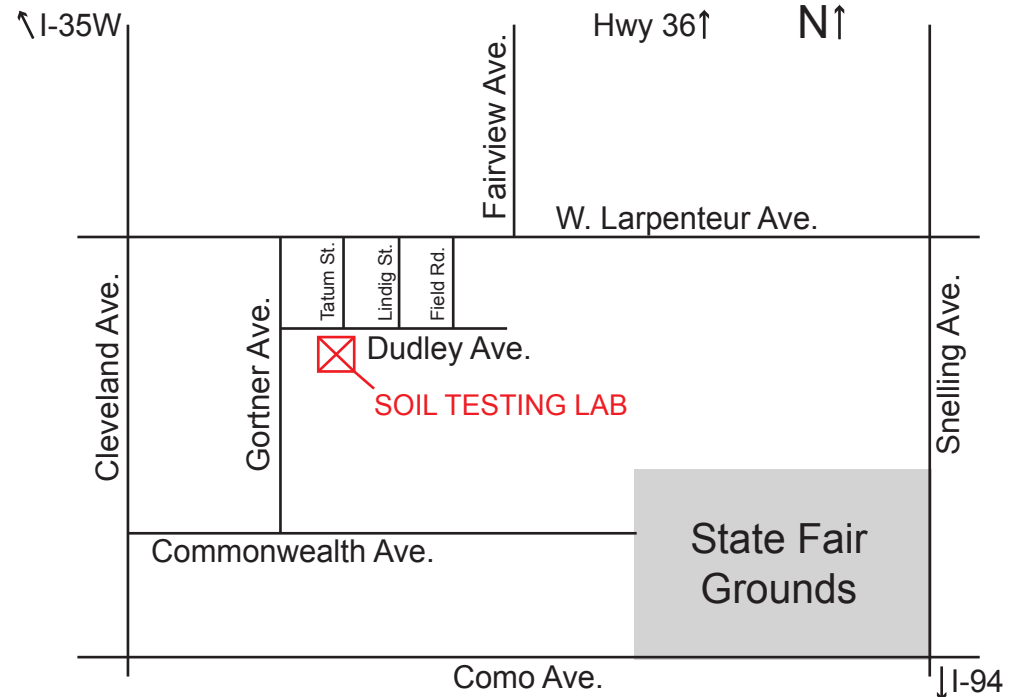 ↖I-35W
Hwy 36↑
N↑
Fairview Ave.
W. Larpenteur Ave.
Cleveland Ave.
Gortner Ave.
Tatum St.
Lindig St.
Field Rd.
Snelling Ave.
Dudley Ave.
SOIL TESTING LAB
State Fair
Grounds
Commonwealth Ave.
Como Ave.
↓I-94